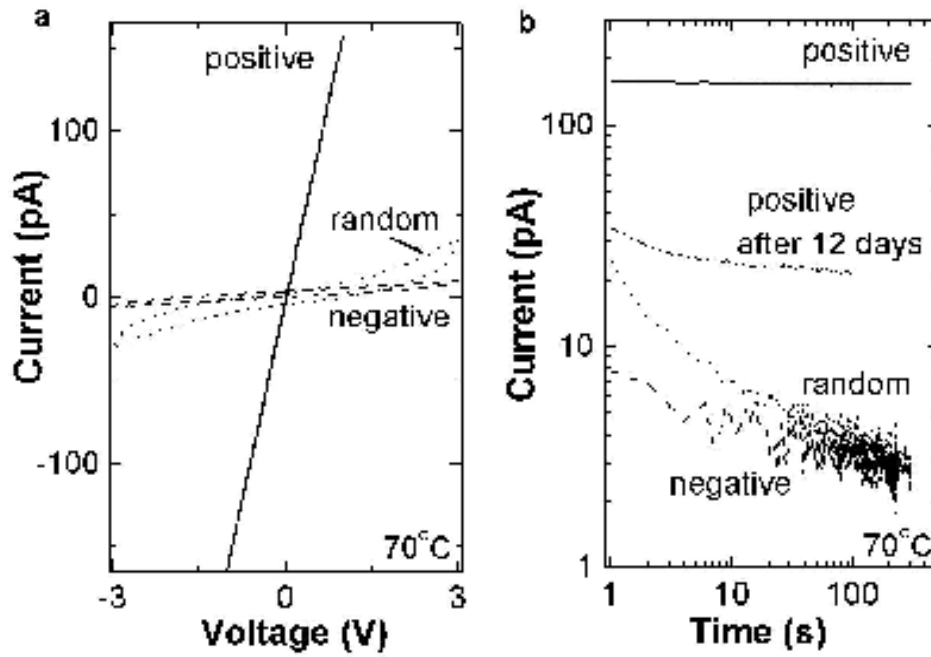 a
positive
100
random
0
negative
-100
70°C
-3
0
3
Voltage (V)
Current (pA)
b
positive
100
positive
after 12 days
10
random
negative
1
70°C
1
10
100
Time (s)
Current (pA)